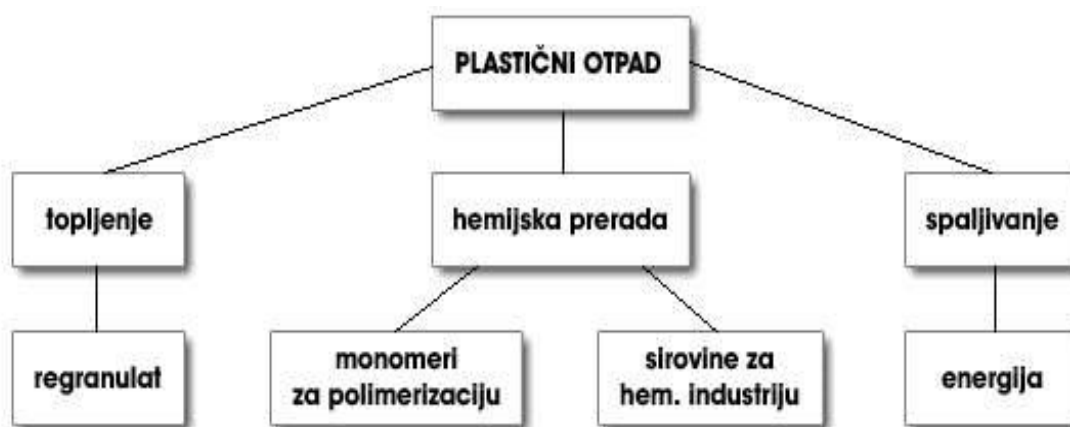 PLASTIČNI OTPAD
topljenje
hemijska prerada
spaljivanje
regranulat
monomeri
za polimerizaciju
sirovine za
hem. industriju
energija